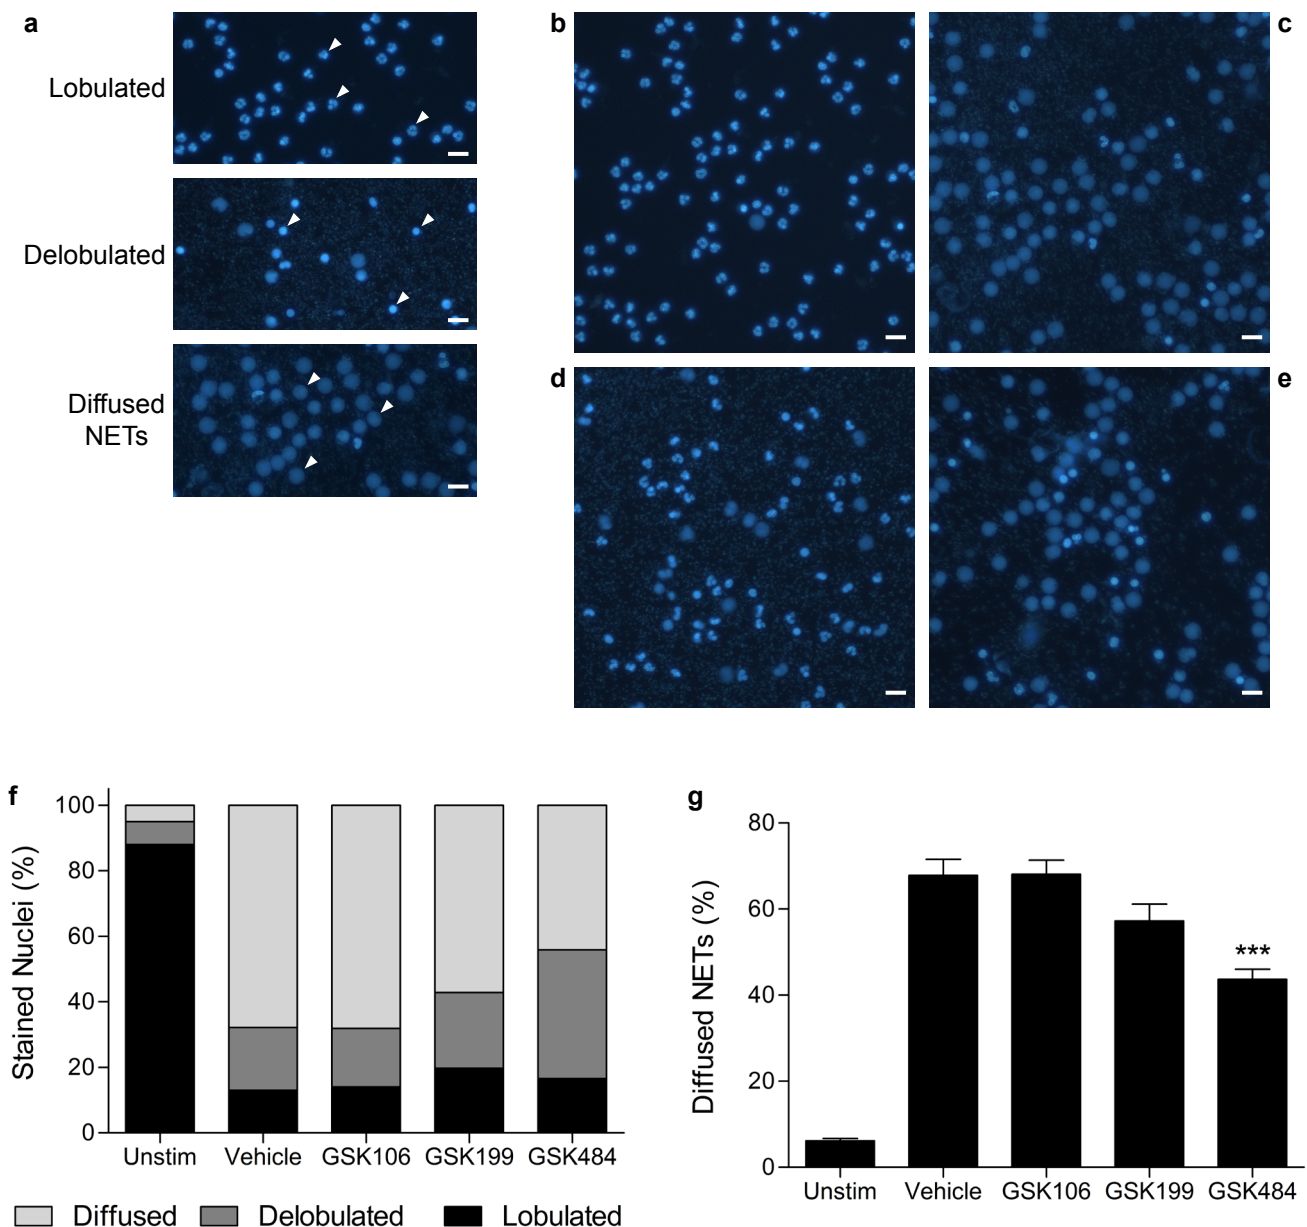 a
Lobulated
Delobulated
Diffused
NETs
b
c
d
e
f
Stained Nuclei (%)
100
80
60
40
20
0
Unstim Vehicle GSK106 GSK199 GSK484
Diffused Delobulated Lobulated
g
Diffused NETs (%)
80
60
40
20
0
***
Unstim Vehicle GSK106 GSK199 GSK484